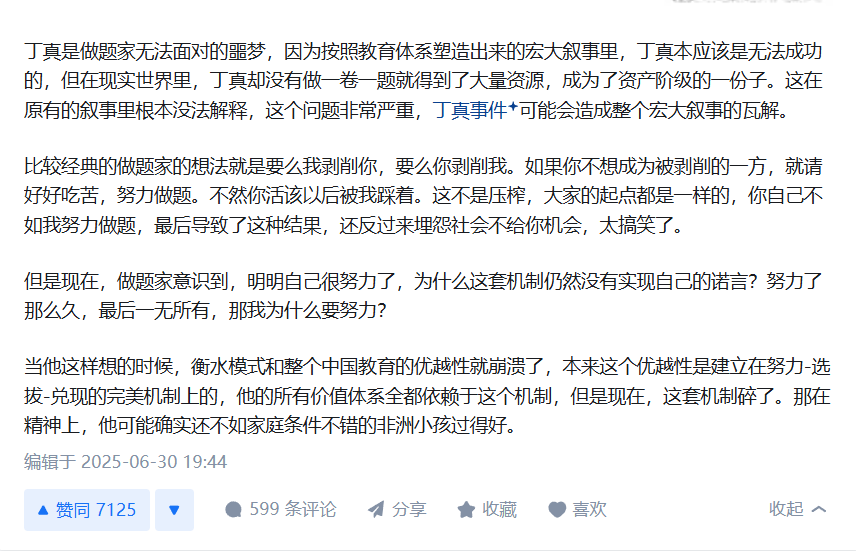 丁真是做题家无法面对的噩梦，因为按照教育体系塑造出来的宏大叙事里，丁真本应该是无法成功
的，但在现实世界里，丁真却没有做一卷一题就得到了大量资源，成为了资产阶级的一份子。这在
原有的叙事里根本没法解释，这个问题非常严重，丁真事件可能会造成整个宏大叙事的瓦解。
比较经典的做题家的想法就是要么我剥削你，要么你剥削我。如果你不想成为被剥削的一方，就请
好好吃苦，努力做题。不然你活该以后被我踩着。这不是压榨，大家的起点都是一样的，你自己不
如我努力做题，最后导致了这种结果，还反过来埋怨社会不给你机会，太搞笑了。
但是现在，做题家意识到，明明自己很努力了，为什么这套机制仍然没有实现自己的诺言？努力了
那么久，最后一无所有，那我为什么要努力？
当他这样想的时候，衡水模式和整个中国教育的优越性就崩溃了，本来这个优越性是建立在努力-选
拔-兑现的完美机制上的，他的所有价值体系全都依赖于这个机制，但是现在，这套机制碎了。那在
精神上，他可能确实还不如家庭条件不错的非洲小孩过得好。
编辑于 2025-06-30 19:44
赞同 7125 599 条评论 分享 收藏 喜欢 收起